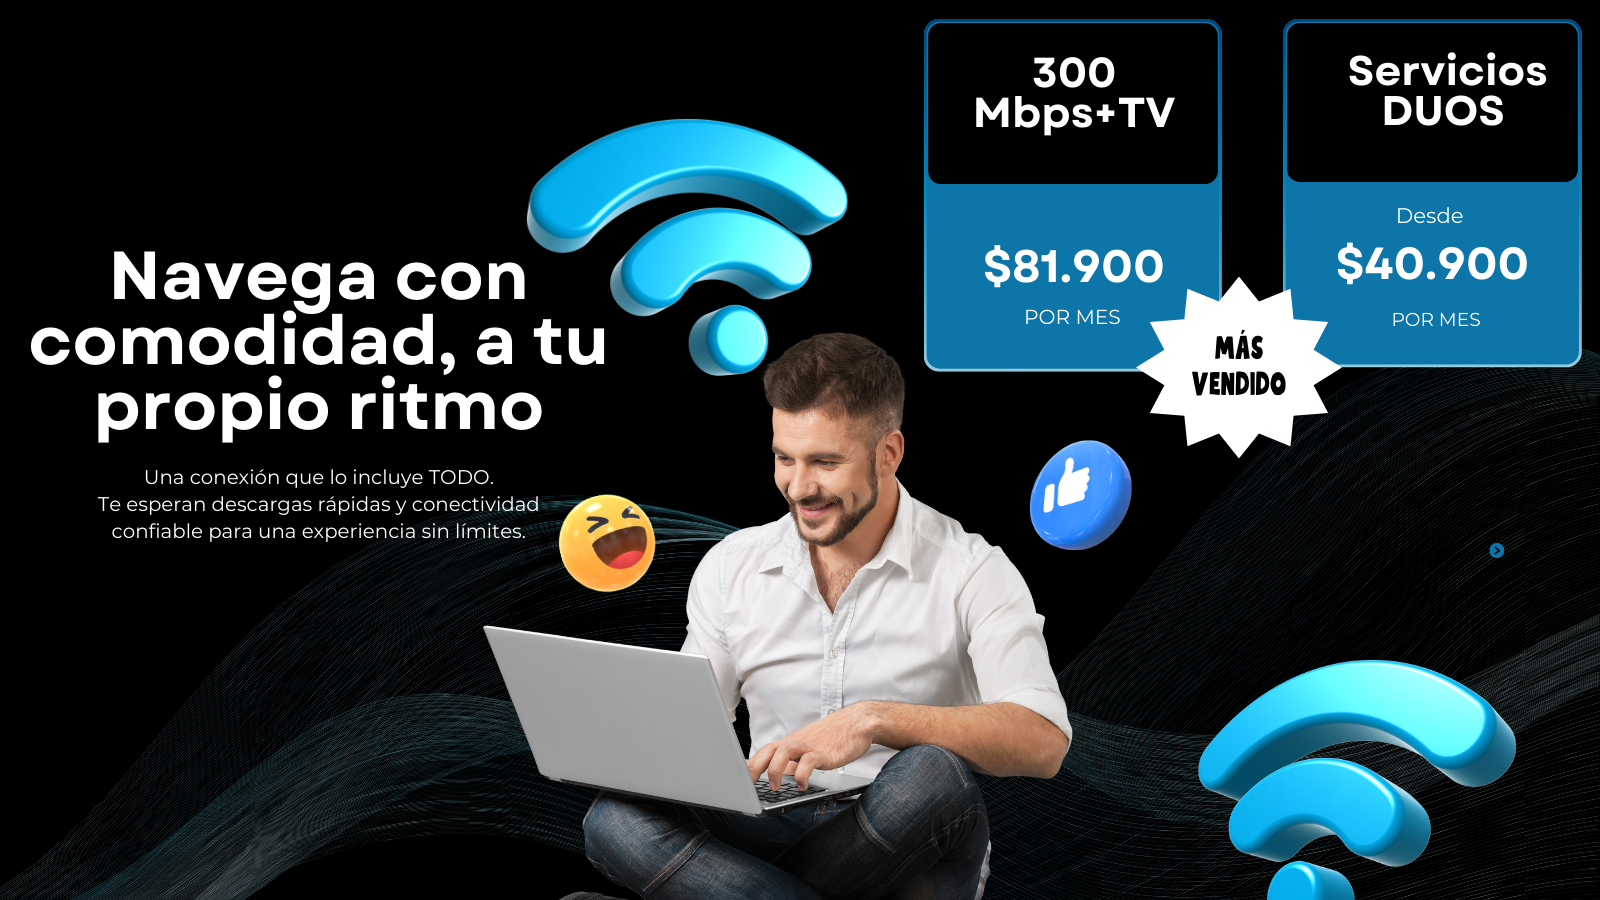 Navega con
comodidad, a tu
propio ritmo
Una conexión que lo incluye TODO.
Te esperan descargas rápidas y conectividad
confiable para una experiencia sin límites.
300
Mbps+TV
$81.900
POR MES
Servicios
DUOS
Desde
$40.900
POR MES
MÁS
VENDIDO